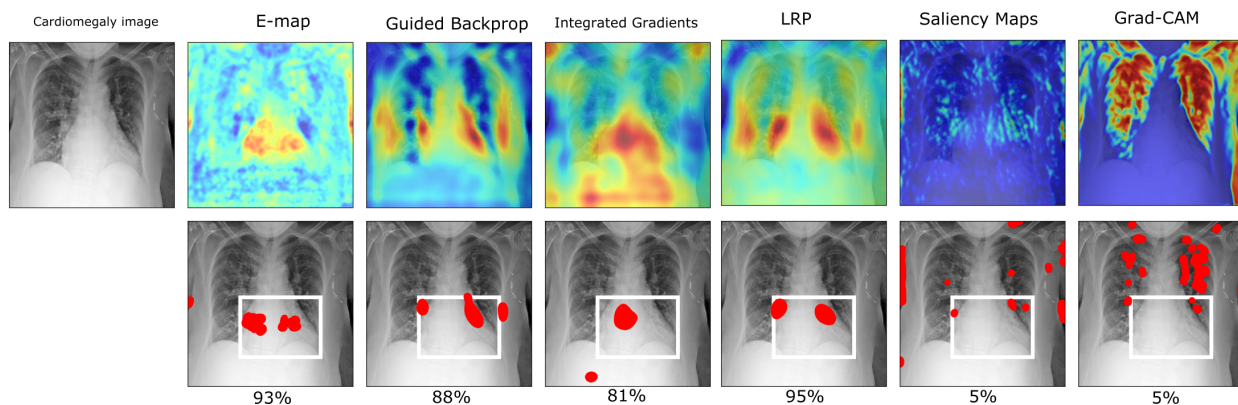 Cardiomegaly image
E-map
Guided Backprop
Integrated Gradients
LRP
Saliency Maps
Grad-CAM
93%
88%
81%
95%
5%
5%